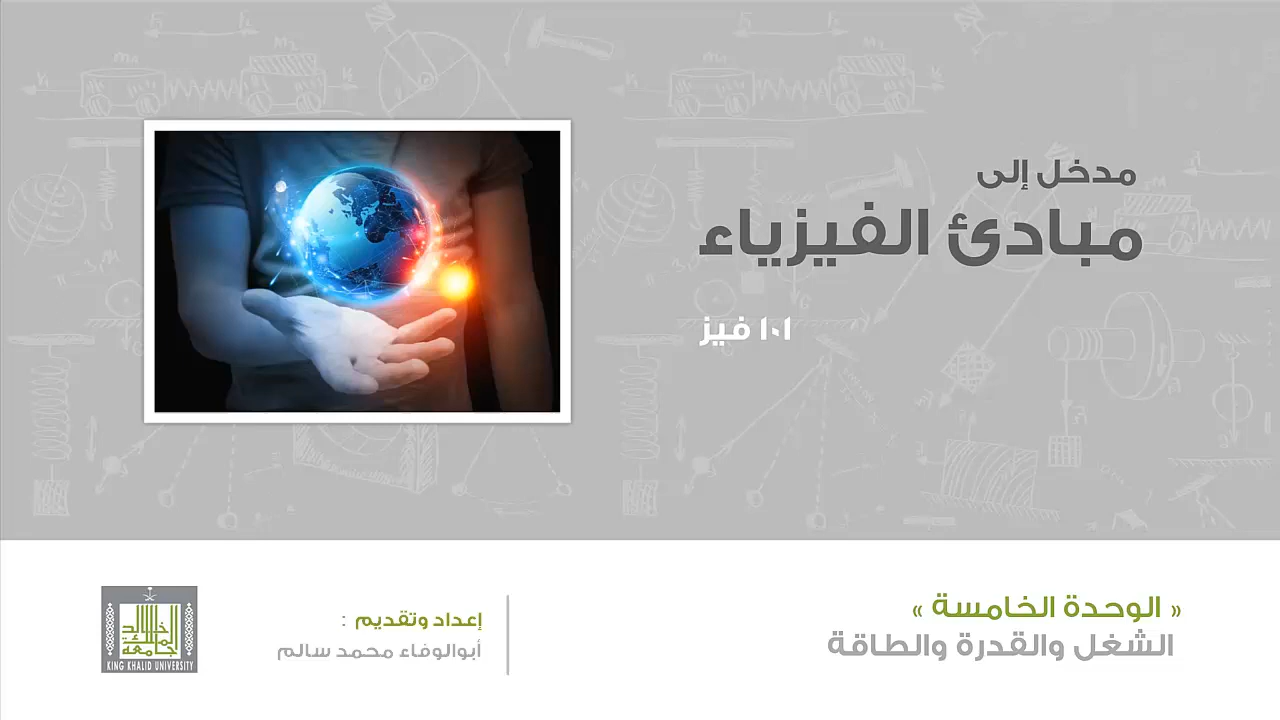 مدخل إلى
مبادئ الفيزياء
١٠١ فيز
« الوحدة الخامسة »
الشغل والقدرة والطاقة
إعداد وتقديم :
أبوالوفاء محمد سالم
KING KHALID UNIVERSITY